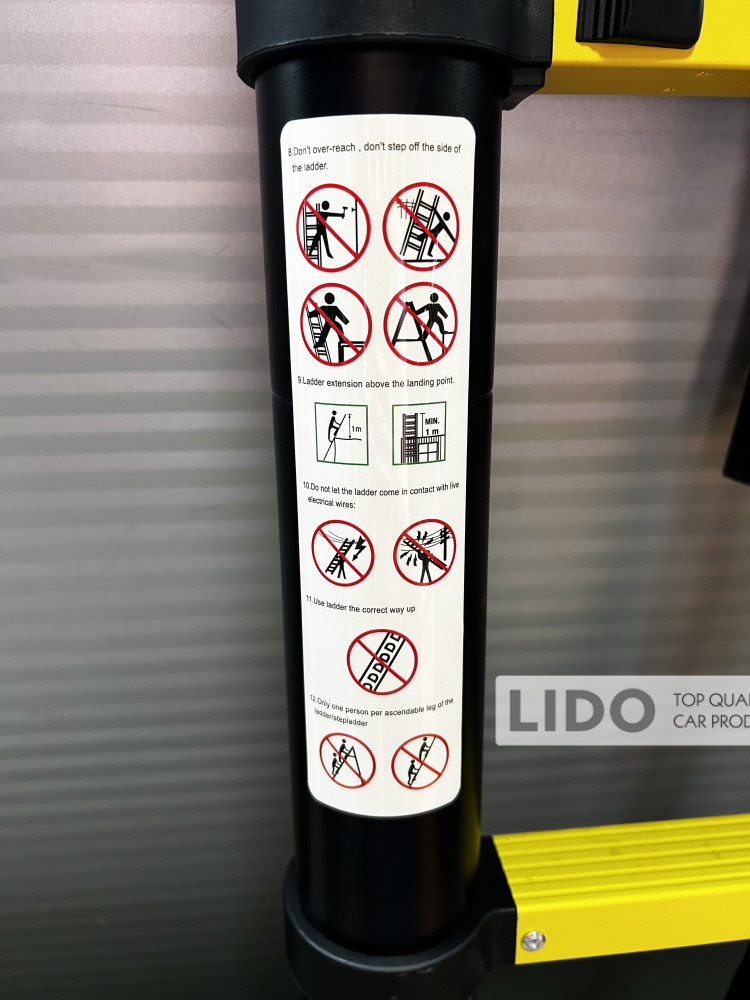 8.Don't over-reach , don't step off the side of
the ladder.
9.Ladder extension above the landing point.
1m
MIN.
1 m
10.Do not let the ladder come in contact with live
electrical wires:
11.Use ladder the correct way up
12.Only one person per ascendable leg of the
ladder/stepladder
LIDO
TOP QUA
CAR PROD